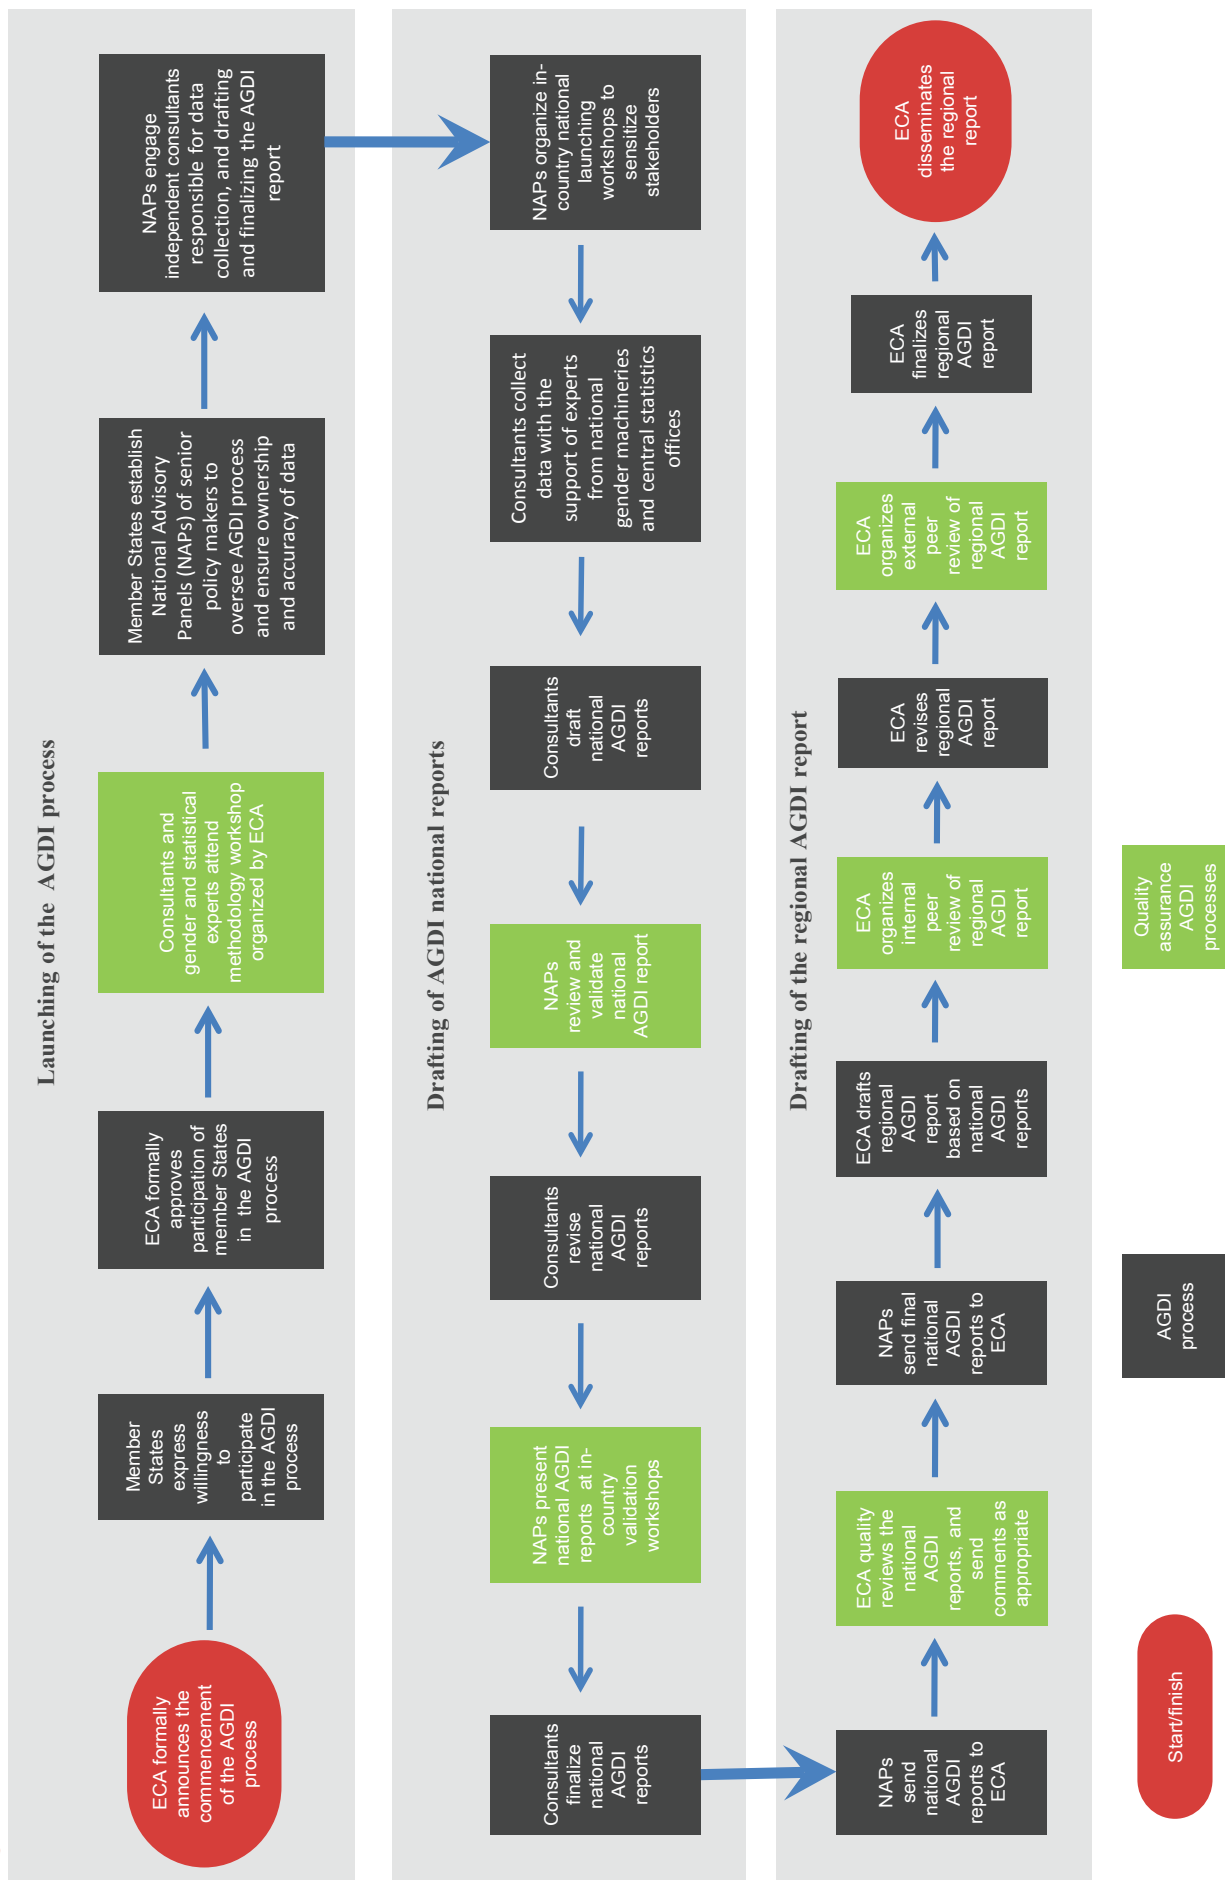 Launching of the AGDI process
ECA formally
announces the
commencement
of the AGDI
process
Member
States
express
willingness
to
participate
in the AGDI
process
ECA formally
approves
participation of
member States
in the AGDI
process
Consultants and
gender and statistical
experts attend
methodology workshop
organized by ECA
Member States establish
National Advisory
Panels (NAPs) of senior
policy makers to
oversee AGDI process
and ensure ownership
and accuracy of data
NAPs engage
independent consultants
responsible for data
collection, and drafting
and finalizing the AGDI
report
Drafting of AGDI national reports
NAPs organize in-
country national
launching
workshops to
sensitize
stakeholders
Consultants collect
data with the
support of experts
from national
gender machineries
and central statistics
offices
Consultants
draft
national
AGDI
reports
NAPs
review and
validate
national
AGDI report
Consultants
revise
national
AGDI
reports
NAPs present
national AGDI
reports at in-
country
validation
workshops
Consultants
finalize
national
AGDI
reports
Drafting of the regional AGDI report
NAPs
send
national
AGDI
reports to
ECA
ECA quality
reviews the
national
AGDI
reports, and
send
comments as
appropriate
NAPs
send final
national
AGDI
reports to
ECA
ECA drafts
regional
AGDI
report
based on
national
AGDI
reports
ECA
organizes
internal
peer
review of
regional
AGDI
report
ECA
revises
regional
AGDI
report
ECA
organizes
external
peer
review of
regional
AGDI
report
ECA
finalizes
regional
AGDI
report
ECA
disseminates
the regional
report
Start/finish
AGDI
process
Quality
assurance
AGDI
processes